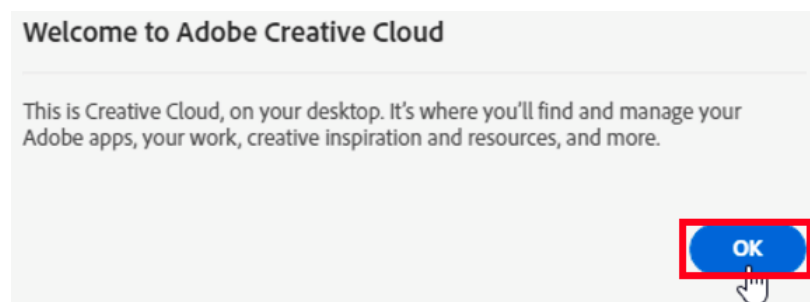 Welcome to Adobe Creative Cloud
This is Creative Cloud, on your desktop. It's where you'll find and manage your
Adobe apps, your work, creative inspiration and resources, and more.
OK